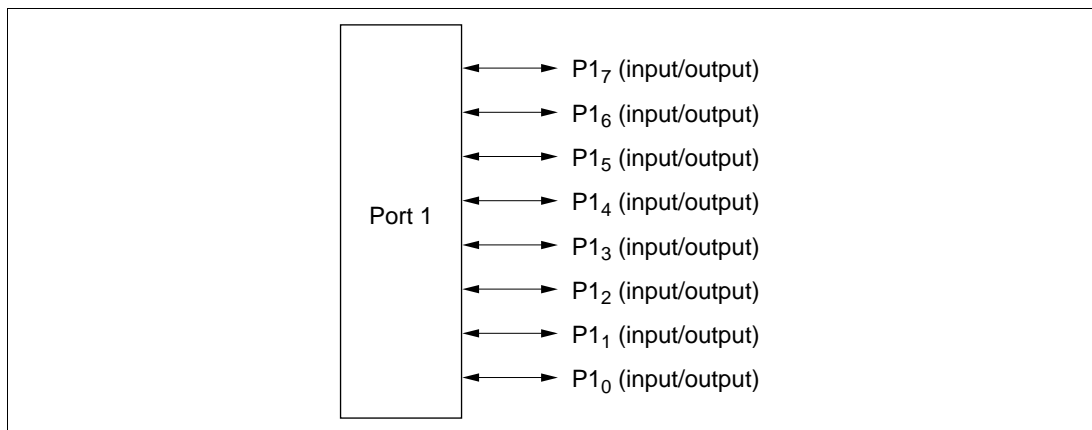 P1₇ (input/output)
P1₆ (input/output)
P1₅ (input/output)
P1₄ (input/output)
Port 1
P1₃ (input/output)
P1₂ (input/output)
P1₁ (input/output)
P1₀ (input/output)